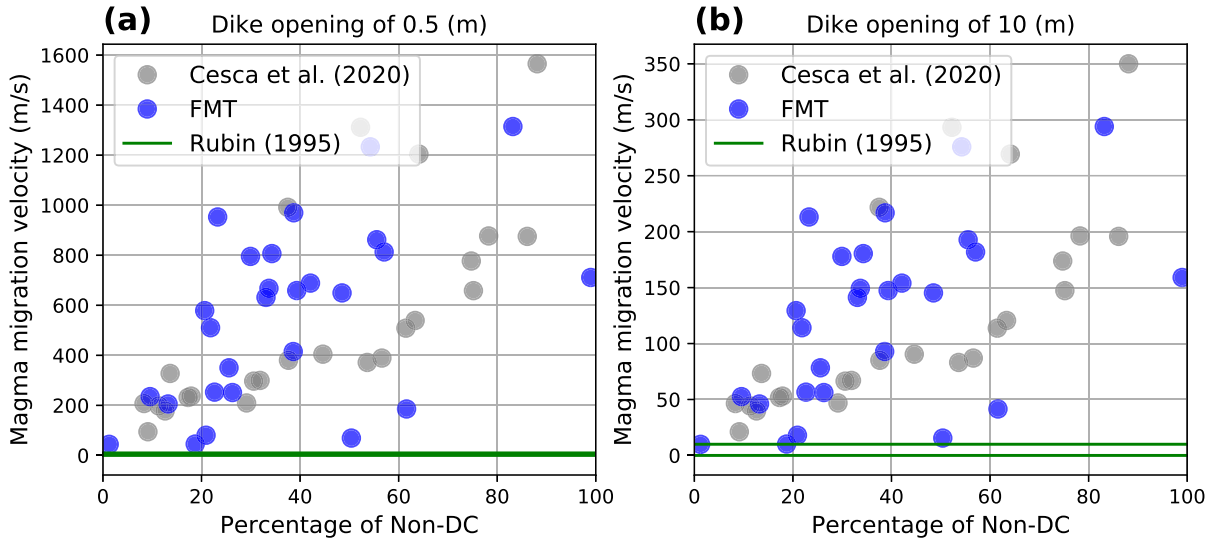 (a) Dike opening of 0.5 (m)
Magma migration velocity (m/s)
1600
1400
1200
1000
800
600
400
200
0
Cesca et al. (2020)
FMT
Rubin (1995)
0 20 40 60 80 100
Percentage of Non-DC
(b) Dike opening of 10 (m)
Magma migration velocity (m/s)
350
300
250
200
150
100
50
0
Cesca et al. (2020)
FMT
Rubin (1995)
0 20 40 60 80 100
Percentage of Non-DC